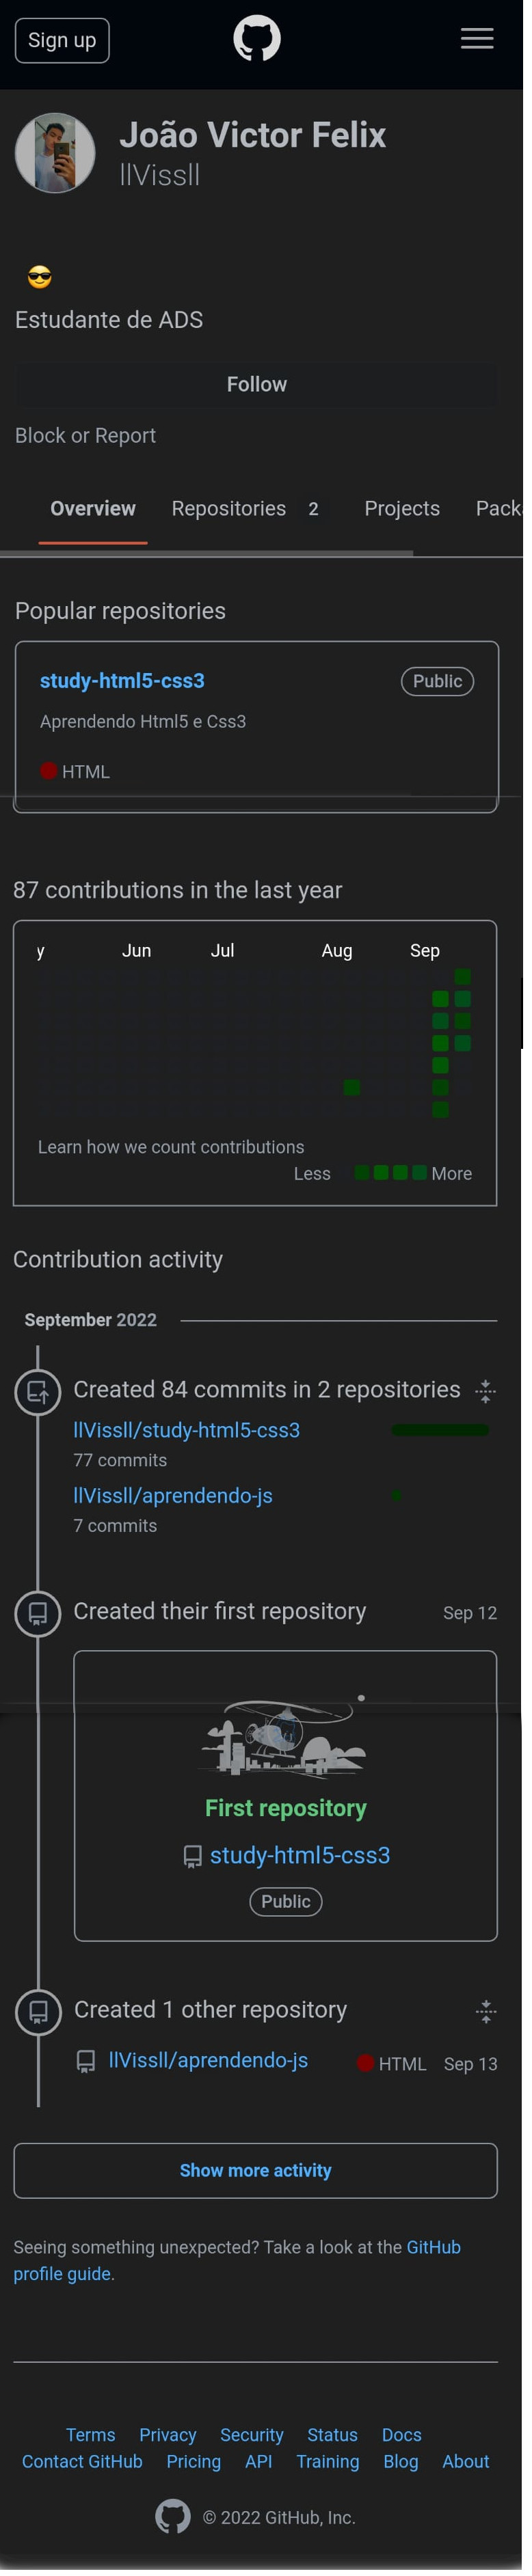 Sign up
João Victor Felix
llVissll
Estudante de ADS
Follow
Block or Report
Overview Repositories 2 Projects Packa
Popular repositories
study-html5-css3 Public
Aprendendo Html5 e Css3
HTML
87 contributions in the last year
y Jun Jul Aug Sep
Learn how we count contributions
Less More
Contribution activity
September 2022
Created 84 commits in 2 repositories
llVissll/study-html5-css3
77 commits
llVissll/aprendendo-js
7 commits
Created their first repository Sep 12
First repository
study-html5-css3
Public
Created 1 other repository
llVissll/aprendendo-js HTML Sep 13
Show more activity
Seeing something unexpected? Take a look at the GitHub
profile guide.
Terms Privacy Security Status Docs
Contact GitHub Pricing API Training Blog About
© 2022 GitHub, Inc.